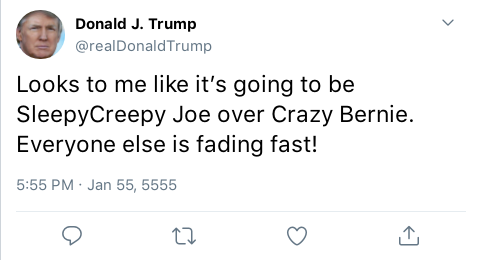 Donald J. Trump
@realDonaldTrump
Looks to me like it’s going to be
SleepyCreepy Joe over Crazy Bernie.
Everyone else is fading fast!
5:55 PM · Jan 55, 5555